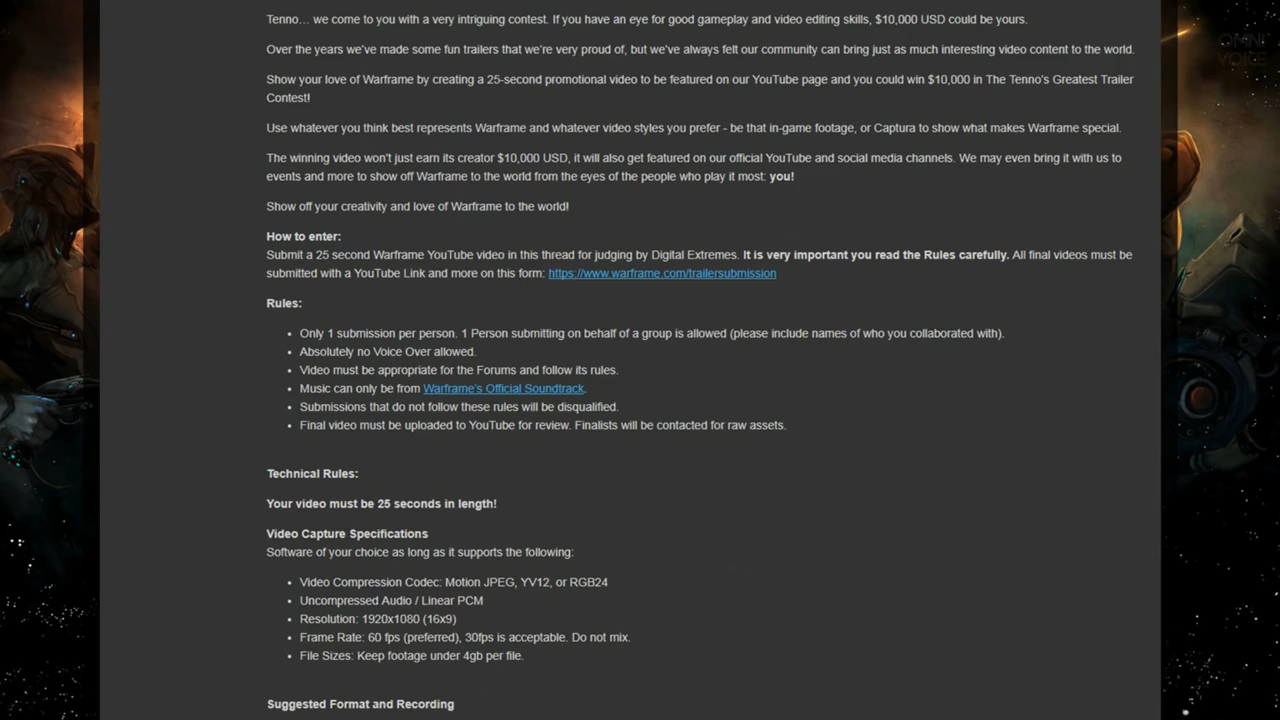 Tenno… we come to you with a very intriguing contest. If you have an eye for good gameplay and video editing skills, $10,000 USD could be yours.
OMNI
VOICE
Over the years we've made some fun trailers that we're very proud of, but we've always felt our community can bring just as much interesting video content to the world.
Show your love of Warframe by creating a 25-second promotional video to be featured on our YouTube page and you could win $10,000 in The Tenno's Greatest Trailer
Contest!
Use whatever you think best represents Warframe and whatever video styles you prefer - be that in-game footage, or Captura to show what makes Warframe special.
The winning video won't just earn its creator $10,000 USD, it will also get featured on our official YouTube and social media channels. We may even bring it with us to
events and more to show off Warframe to the world from the eyes of the people who play it most: you!
Show off your creativity and love of Warframe to the world!
How to enter:
Submit a 25 second Warframe YouTube video in this thread for judging by Digital Extremes. It is very important you read the Rules carefully. All final videos must be
submitted with a YouTube Link and more on this form: https://www.warframe.com/trailersubmission
Rules:
• Only 1 submission per person. 1 Person submitting on behalf of a group is allowed (please include names of who you collaborated with).
• Absolutely no Voice Over allowed.
• Video must be appropriate for the Forums and follow its rules.
• Music can only be from Warframe's Official Soundtrack.
• Submissions that do not follow these rules will be disqualified.
• Final video must be uploaded to YouTube for review. Finalists will be contacted for raw assets.
Technical Rules:
Your video must be 25 seconds in length!
Video Capture Specifications
Software of your choice as long as it supports the following:
• Video Compression Codec: Motion JPEG, YV12, or RGB24
• Uncompressed Audio / Linear PCM
• Resolution: 1920x1080 (16x9)
• Frame Rate: 60 fps (preferred), 30fps is acceptable. Do not mix.
• File Sizes: Keep footage under 4gb per file.
Suggested Format and Recording